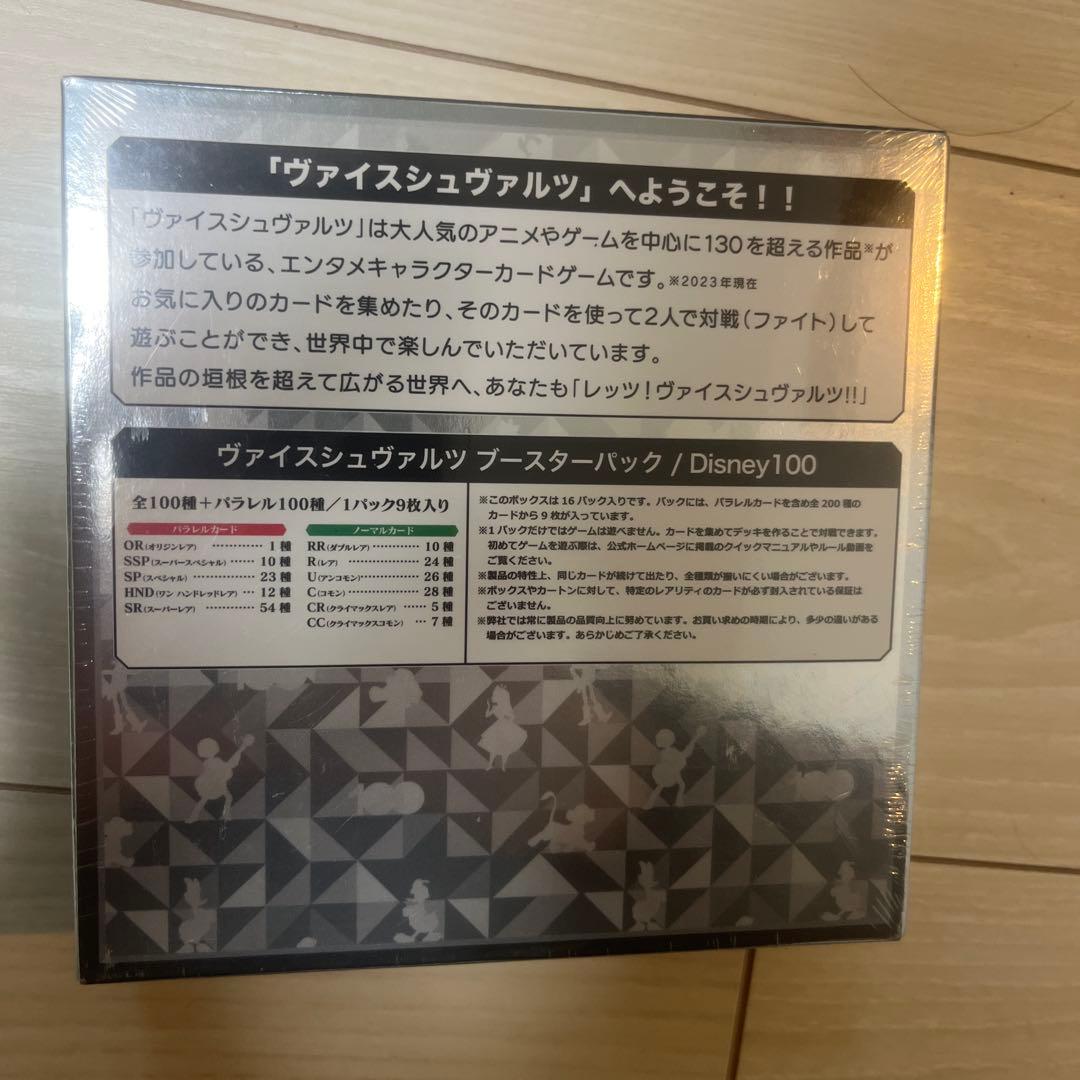 「ヴァイスシュヴァルツ」へようこそ！！
「ヴァイスシュヴァルツ」は大人気のアニメやゲームを中心に130を超える作品※が
参加している、エンタメキャラクターカードゲームです。※2023年現在
お気に入りのカードを集めたり、そのカードを使って2人で対戦（ファイト）して
遊ぶことができ、世界中で楽しんでいただいています。
作品の垣根を超えて広がる世界へ、あなたも「レッツ！ヴァイスシュヴァルツ!!」
ヴァイスシュヴァルツ ブースターパック / Disney100
全100種＋パラレル100種／1パック9枚入り
パラレルカード
OR（オリジンレア）………… 1 種
SSP（スーパースペシャル）…… 10 種
SP（スペシャル）………… 23 種
HND（ワン ハンドレッドレア）… 12 種
SR（スーパーレア）………… 54 種
ノーマルカード
RR（ダブルレア）………… 10 種
R（レア）………… 24 種
U（アンコモン）………… 26 種
C（コモン）………… 28 種
CR（クライマックスレア）…… 5 種
CC（クライマックスコモン）… 7 種
※このボックスは16パック入りです。パックには、パラレルカードを含め全200種の
カードから9枚が入っています。
※1パックだけではゲームは遊べません。カードを集めてデッキを作ることで対戦できます。
初めてゲームを遊ぶ際は、公式ホームページに掲載のクイックマニュアルやルール動画を
ご覧ください。
※製品の特性上、同じカードが続けて出たり、全種類が揃いにくい場合がございます。
※ボックスやカートンに対して、特定のレアリティのカードが必ず封入されている保証は
ございません。
※弊社では常に製品の品質向上に努めています。お買い求めの時期により、多少の違いがある
場合がございます。あらかじめご了承ください。
100
100